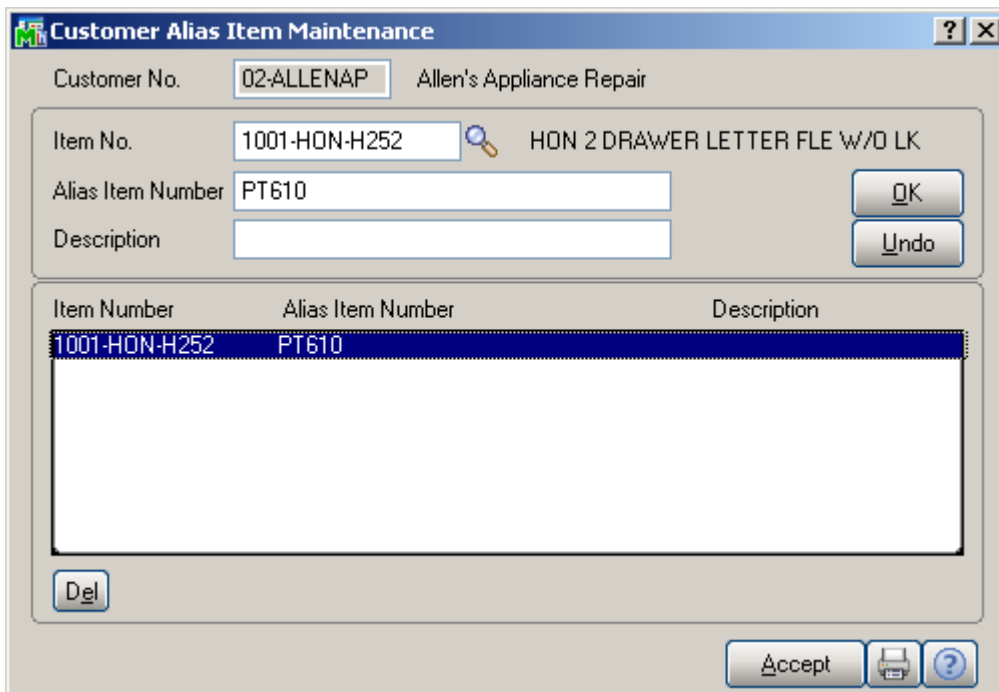 Customer Alias Item Maintenance
Customer No. 02-ALLENAP Allen's Appliance Repair
Item No. 1001-HON-H252 HON 2 DRAWER LETTER FLE W/O LK
Alias Item Number PT610 OK
Description Undo
Item Number Alias Item Number Description
1001-HON-H252 PT610
Del
Accept